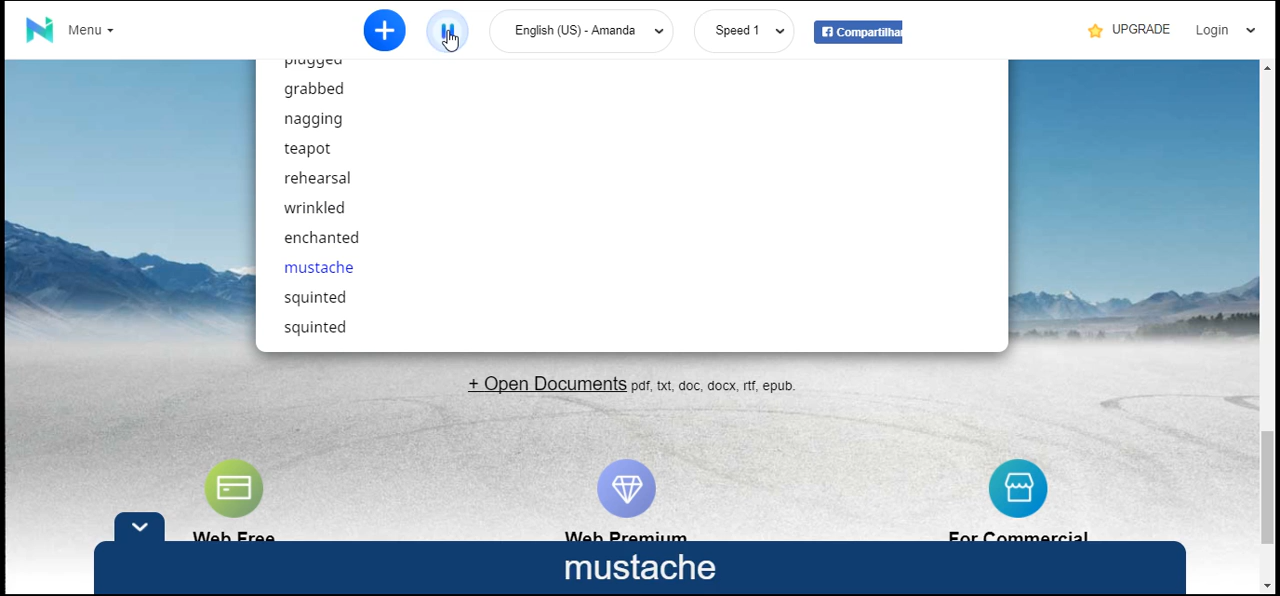 Menu
English (US) - Amanda
Speed 1
Compartilhar
UPGRADE
Login
plugged
grabbed
nagging
teapot
rehearsal
wrinkled
enchanted
mustache
squinted
squinted
+ Open Documents pdf, txt, doc, docx, rtf, epub.
Web Free
Web Premium
For Commercial
mustache